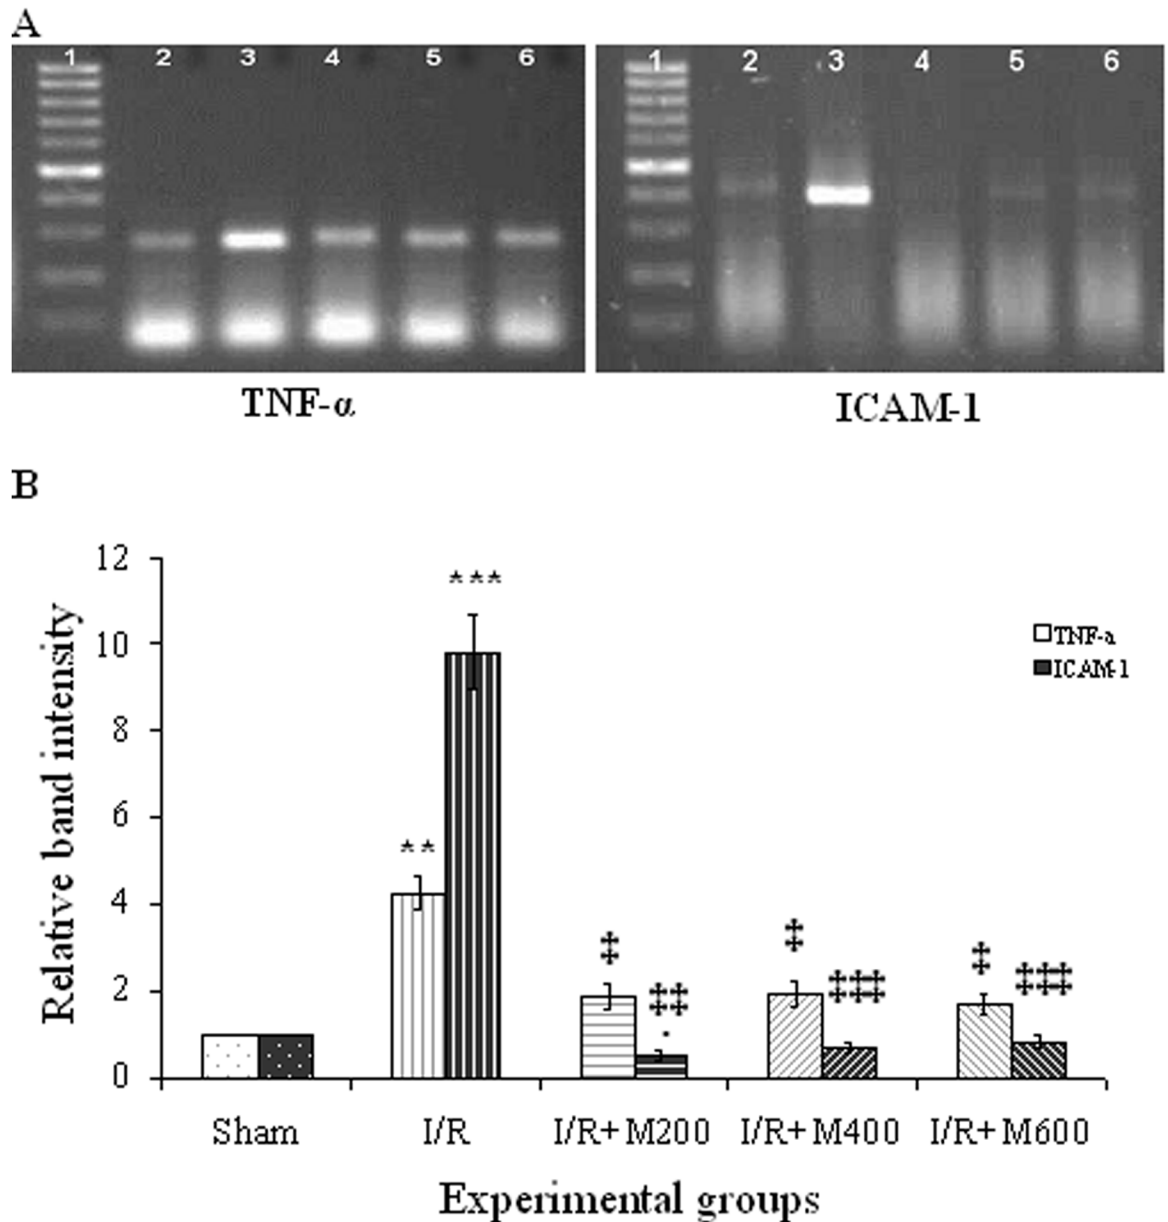 A
1 2 3 4 5 6
1 2 3 4 5 6
TNF-α
ICAM-1
B
12
10
8
6
4
2
0
Relative band intensity
***
**
‡
‡‡
‡
‡‡‡
‡
‡‡‡
TNF-a
ICAM-1
Sham I/R I/R+M200 I/R+M400 I/R+M600
Experimental groups